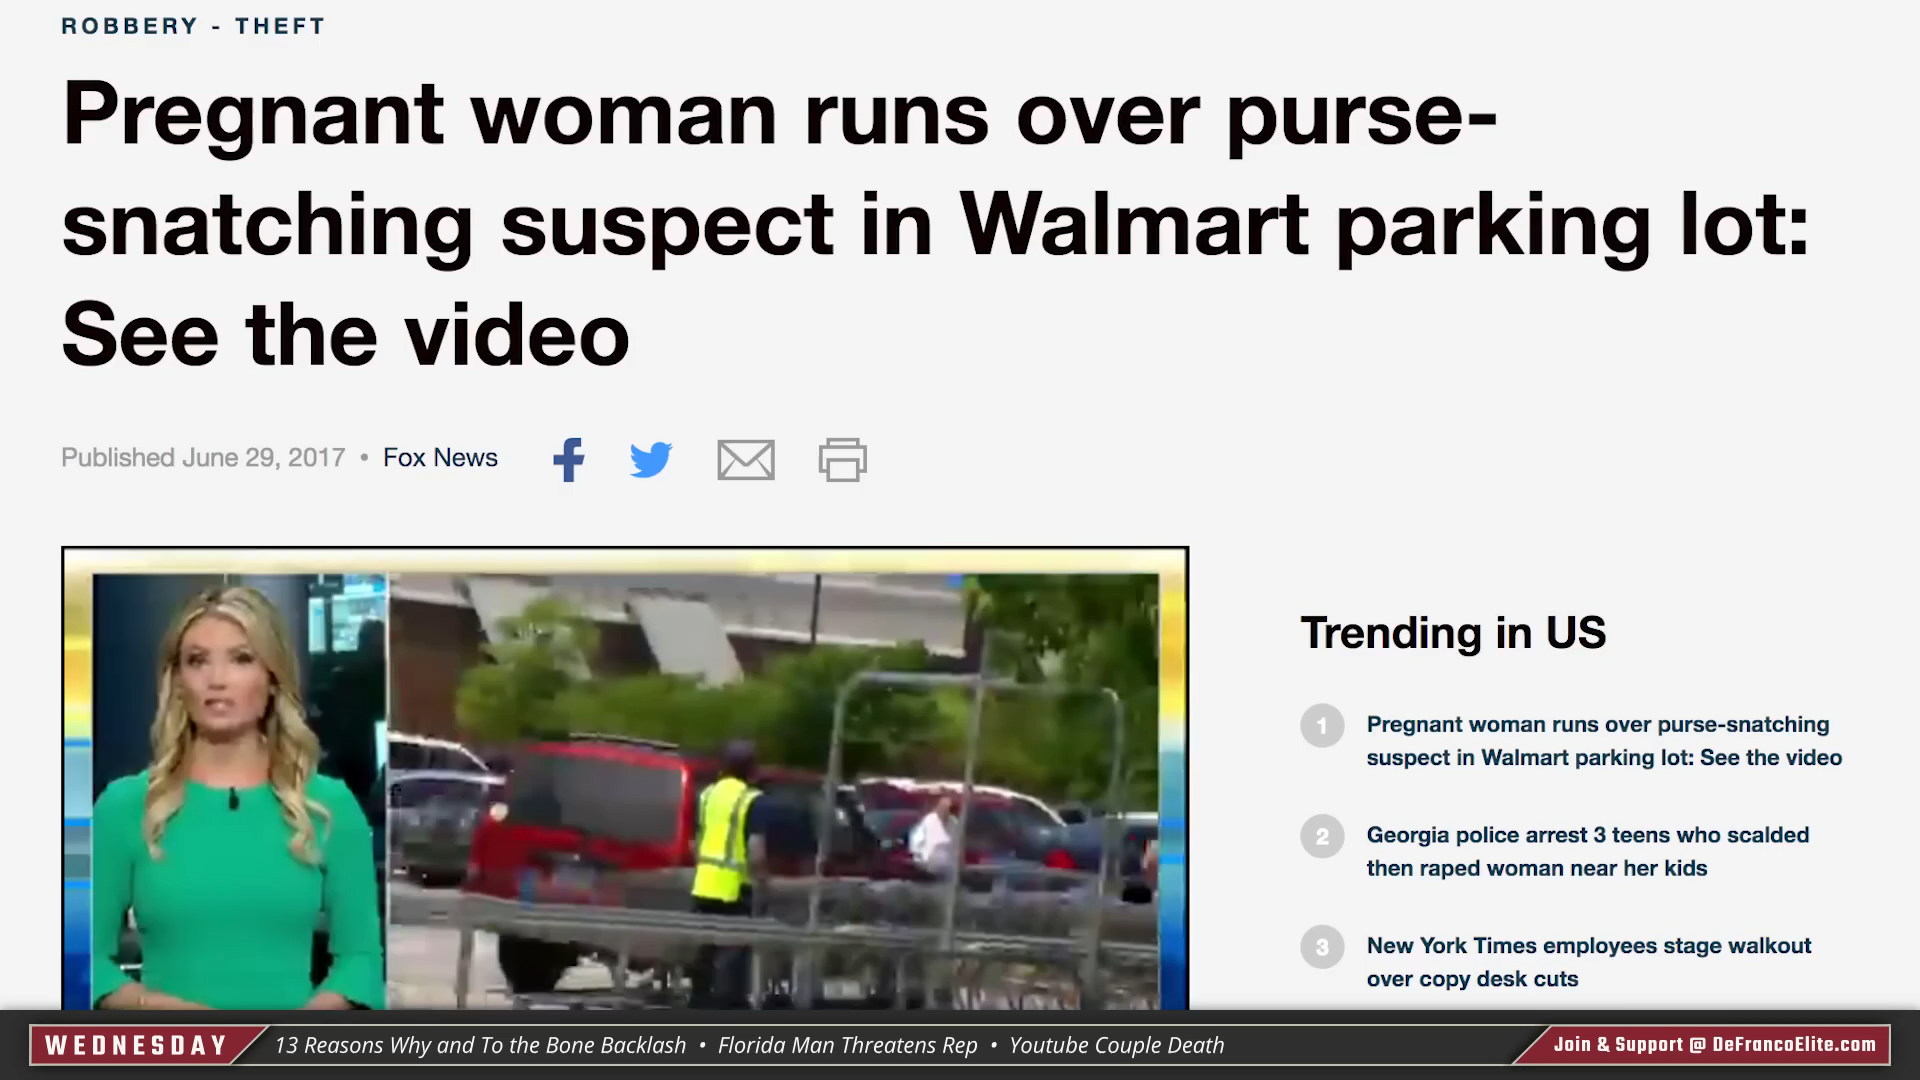 ROBBERY - THEFT
Pregnant woman runs over purse-
snatching suspect in Walmart parking lot:
See the video
Published June 29, 2017 • Fox News
Trending in US
1 Pregnant woman runs over purse-snatching
suspect in Walmart parking lot: See the video
2 Georgia police arrest 3 teens who scalded
then raped woman near her kids
3 New York Times employees stage walkout
over copy desk cuts
WEDNESDAY 13 Reasons Why and To the Bone Backlash • Florida Man Threatens Rep • Youtube Couple Death Join & Support @ DeFrancoElite.com